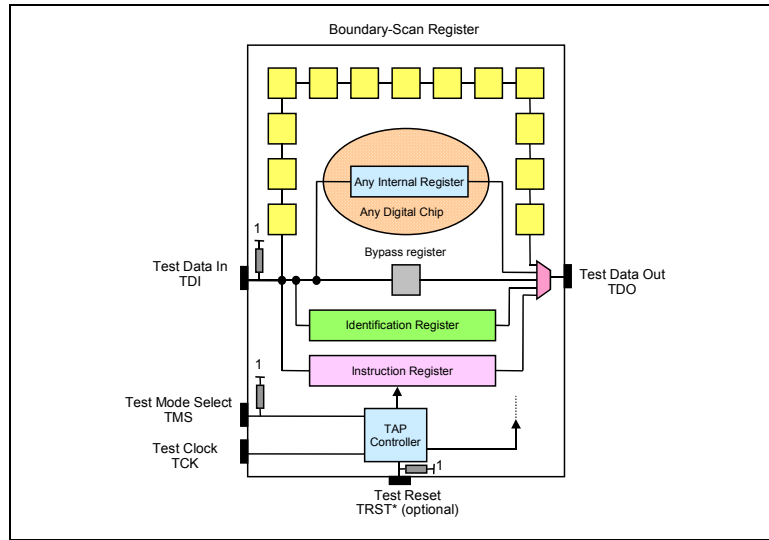 Boundary-Scan Register
Any Internal Register
Any Digital Chip
1
Bypass register
Test Data In
TDI
Test Data Out
TDO
Identification Register
1
Instruction Register
Test Mode Select
TMS
TAP
Controller
Test Clock
TCK
1
Test Reset
TRST* (optional)